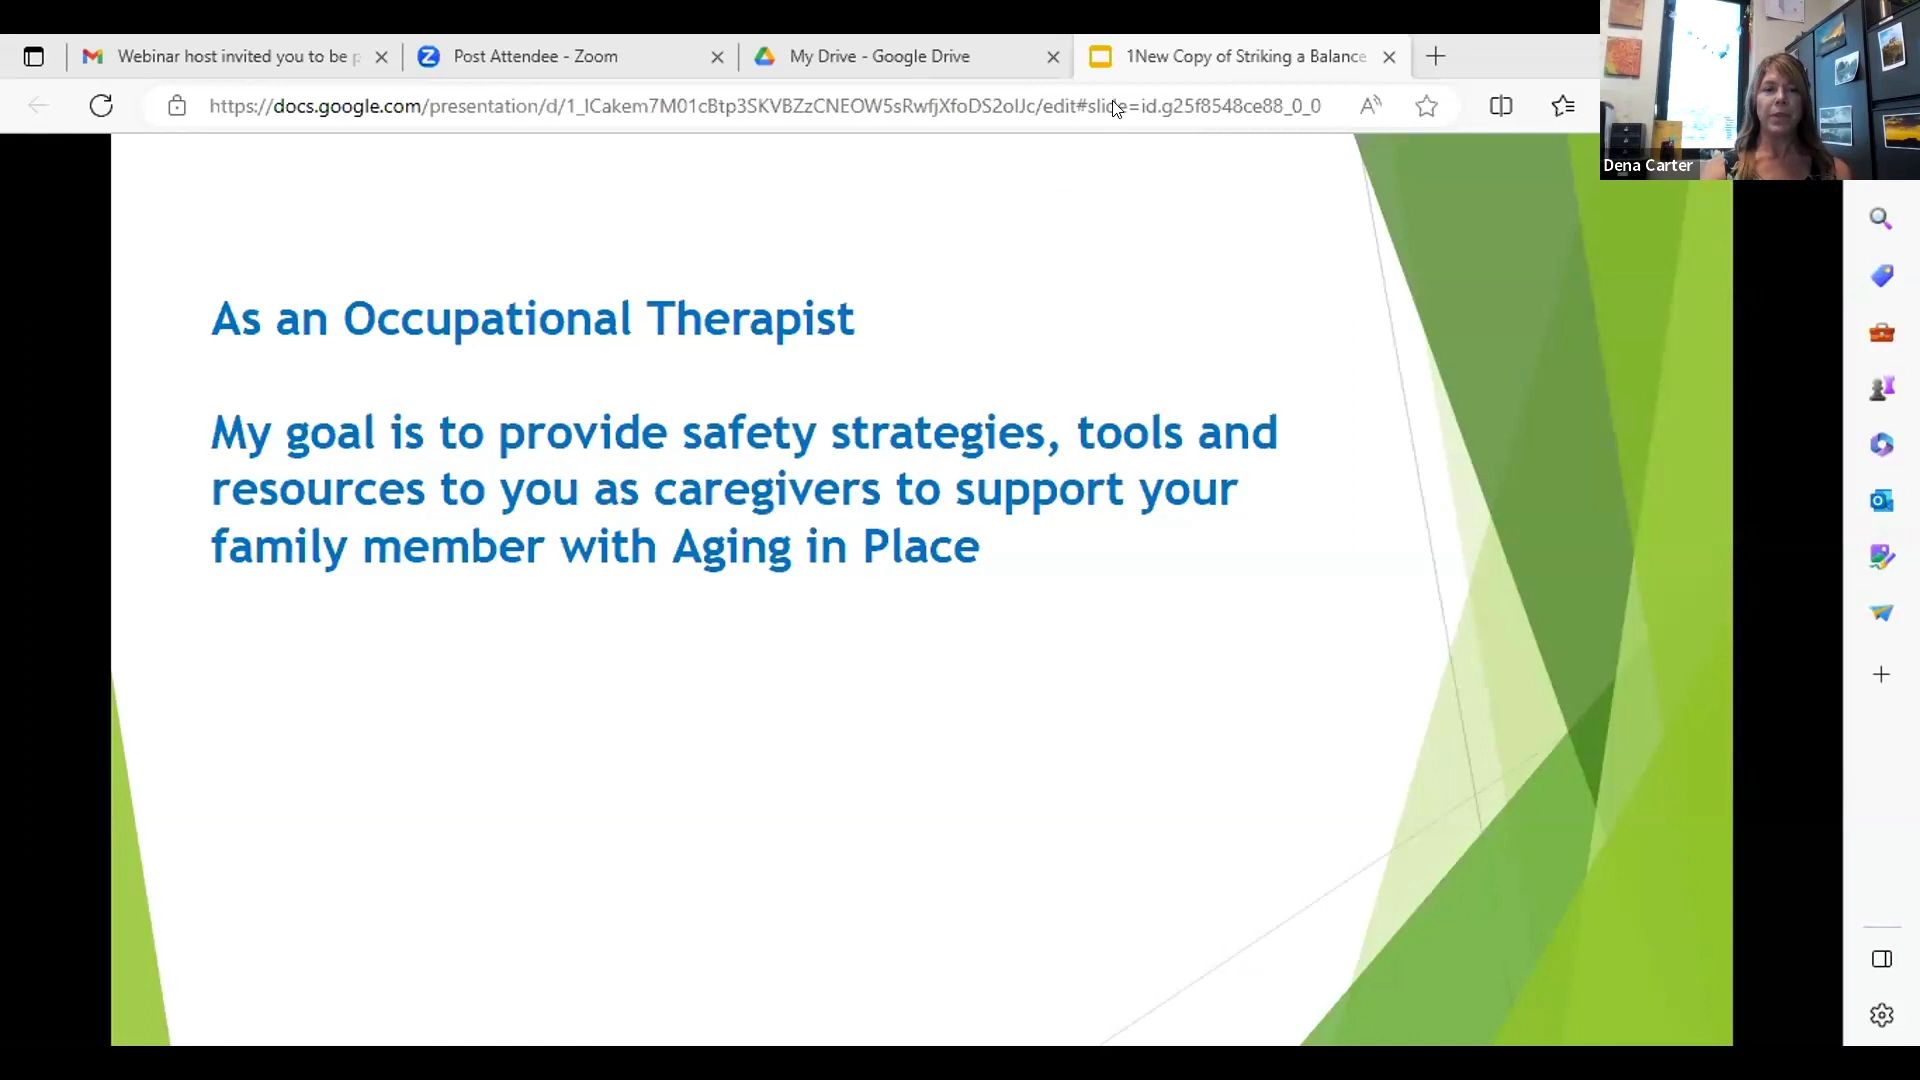 Webinar host invited you to be p
Post Attendee - Zoom
My Drive - Google Drive
1New Copy of Striking a Balance
https://docs.google.com/presentation/d/1_lCakem7M01cBtp3SKVBZzCNEOW5sRwfjXfoDS2oIJc/edit#slide=id.g25f8548ce88_0_0
Dena Carter
As an Occupational Therapist
My goal is to provide safety strategies, tools and
resources to you as caregivers to support your
family member with Aging in Place